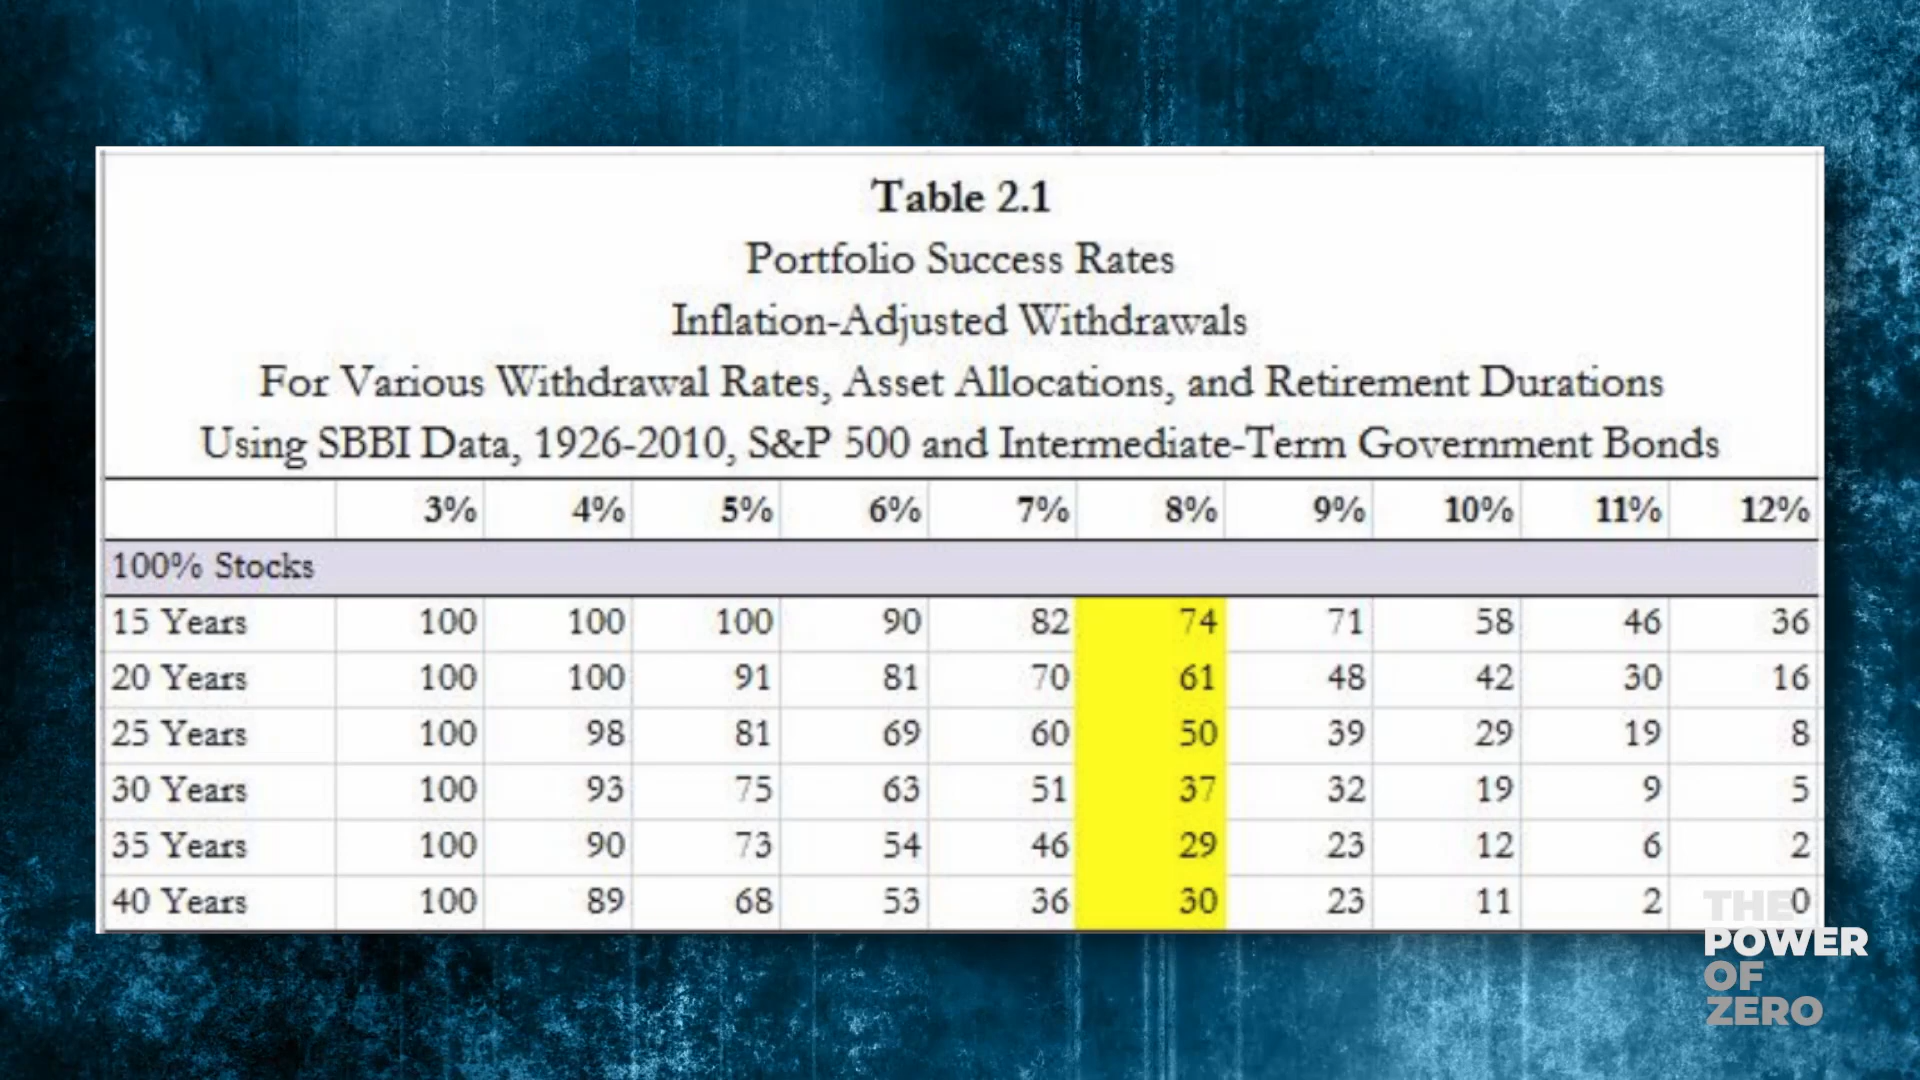 Table 2.1
Portfolio Success Rates
Inflation-Adjusted Withdrawals
For Various Withdrawal Rates, Asset Allocations, and Retirement Durations
Using SBBI Data, 1926-2010, S&P 500 and Intermediate-Term Government Bonds
3% 4% 5% 6% 7% 8% 9% 10% 11% 12%
100% Stocks
15 Years 100 100 100 90 82 74 71 58 46 36
20 Years 100 100 91 81 70 61 48 42 30 16
25 Years 100 98 81 69 60 50 39 29 19 8
30 Years 100 93 75 63 51 37 32 19 9 5
35 Years 100 90 73 54 46 29 23 12 6 2
40 Years 100 89 68 53 36 30 23 11 2 0
THE
POWER
OF
ZERO